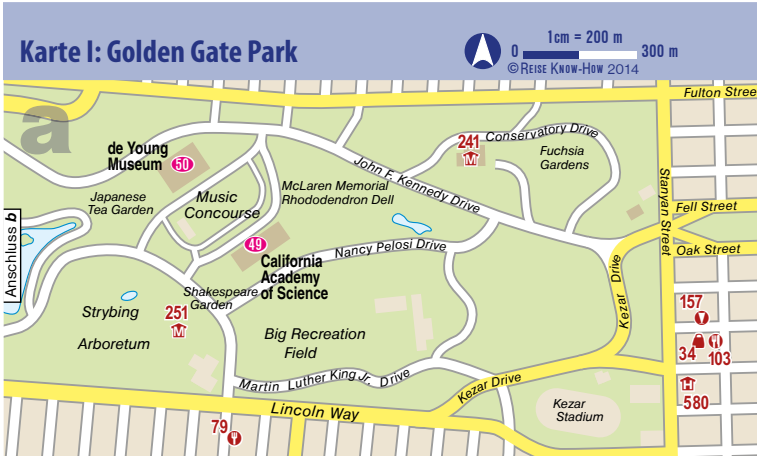 Karte I: Golden Gate Park
1cm = 200 m
0
300 m
© REISE KNOW-HOW 2014
a
Fulton Stree
de Young
Museum
50
241
Conservatory Drive
Fuchsia
Gardens
John F. Kennedy Drive
Japanese
Tea Garden
Music
Concourse
McLaren Memorial
Rhododendron Dell
Stanyan Street
Fell Street
Oak Street
Anschluss b
49
California
Academy
of Science
Nancy Pelosi Drive
Kezar Drive
Shakespeare
Garden
Strybing
Arboretum
251
M
M
Big Recreation
Field
157
34
103
Martin Luther King Jr. Drive
Kezar Drive
H
580
Lincoln Way
Kezar
Stadium
79